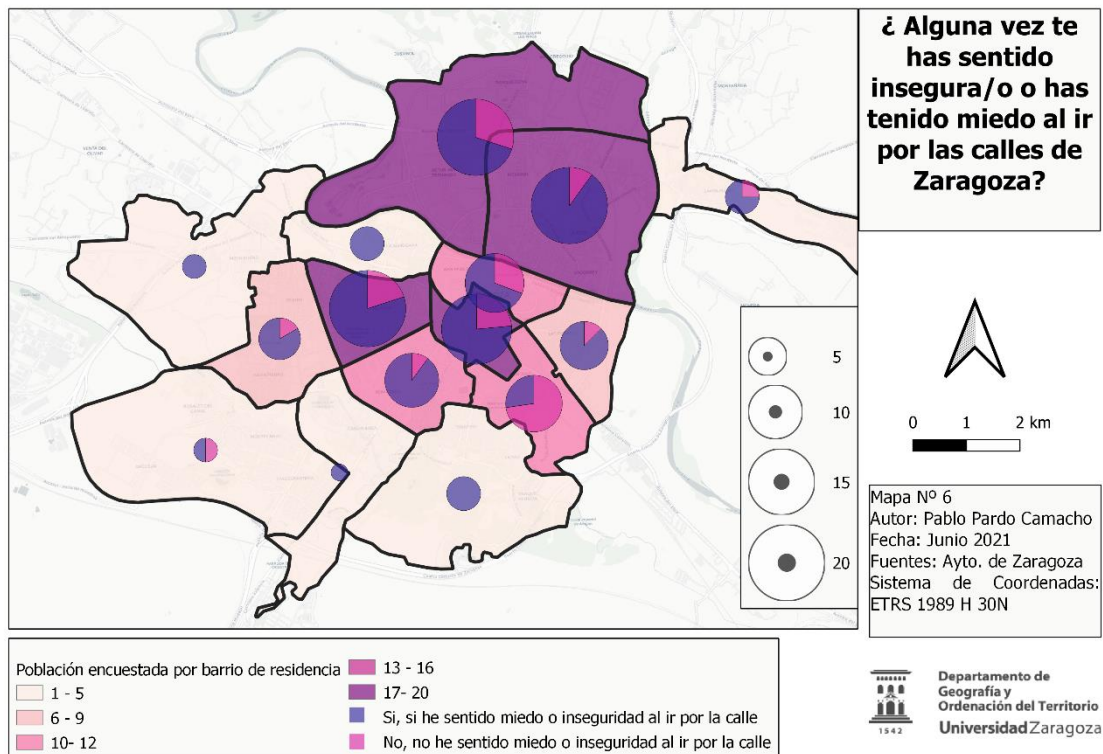 ¿ Alguna vez te
has sentido
insegura/o o has
tenido miedo al ir
por las calles de
Zaragoza?
5
10
15
20
0 1 2 km
Mapa Nº 6
Autor: Pablo Pardo Camacho
Fecha: Junio 2021
Fuentes: Ayto. de Zaragoza
Sistema de Coordenadas:
ETRS 1989 H 30N
Población encuestada por barrio de residencia
1 - 5
6 - 9
10- 12
13 - 16
17- 20
Si, si he sentido miedo o inseguridad al ir por la calle
No, no he sentido miedo o inseguridad al ir por la calle
1542
Departamento de
Geografía y
Ordenación del Territorio
Universidad Zaragoza